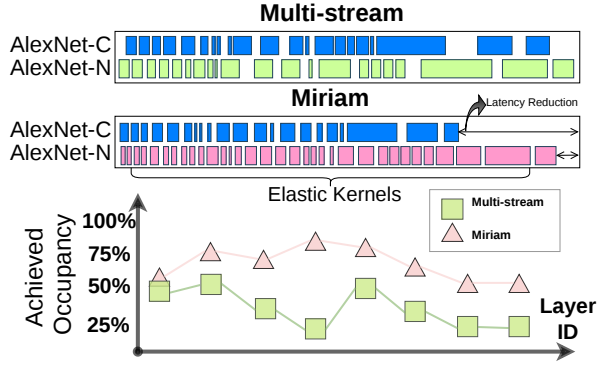 Multi-stream
AlexNet-C
AlexNet-N
Miriam
Latency Reduction
AlexNet-C
AlexNet-N
Elastic Kernels
100%
75%
50%
25%
Achieved
Occupancy
Multi-stream
Miriam
Layer
ID